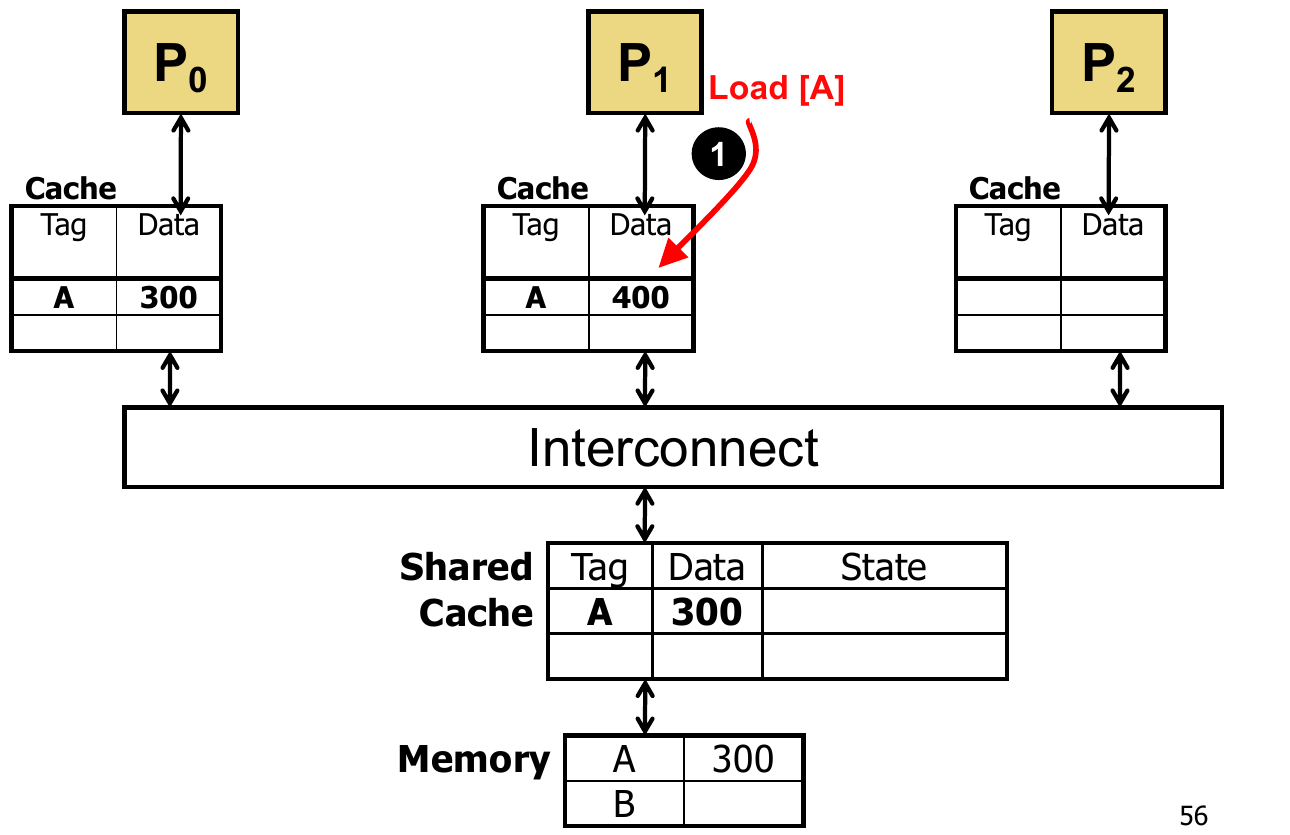 P0 P1 P2
Load [A]
1
Cache Cache Cache
Tag Data Tag Data Tag Data
A 300 A 400
Interconnect
Shared Tag Data State
Cache A 300
Memory A 300
B
56